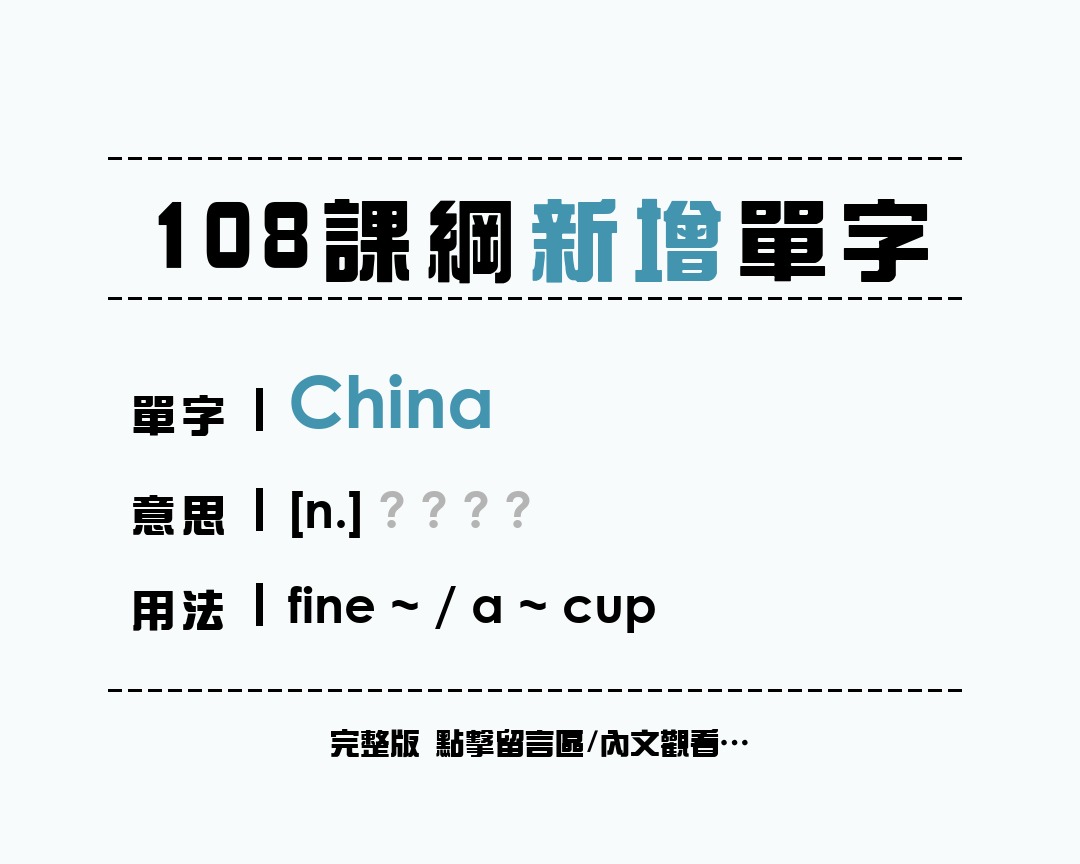 108課綱新增單字
單字 | China
意思 | [n.] ????
用法 | fine ~ / a ~ cup
完整版 點擊留言區/內文觀看…